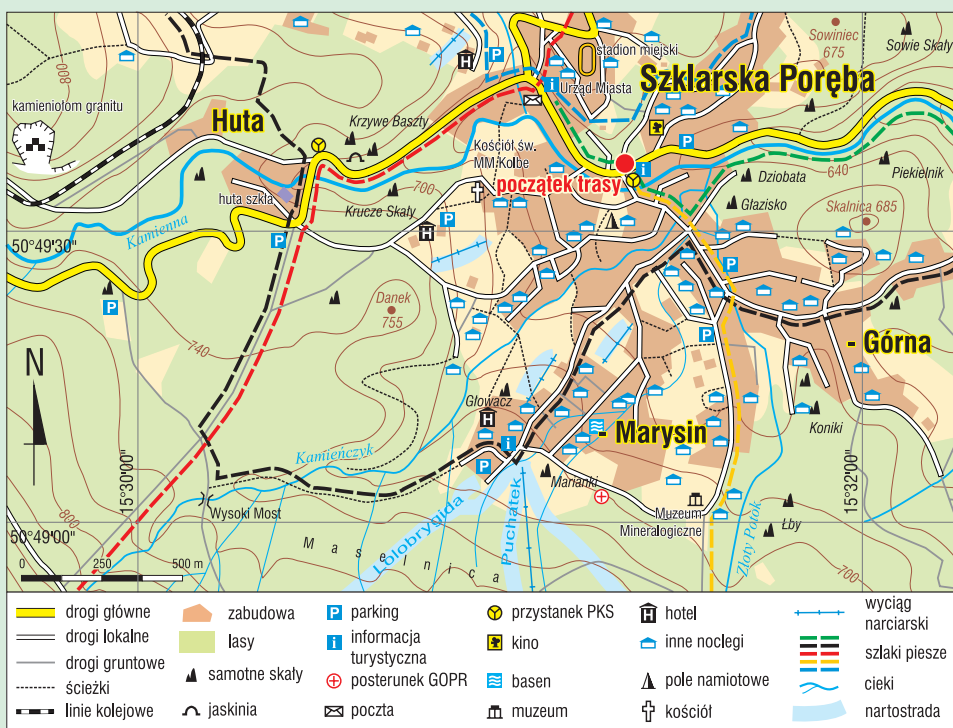 Sowiniec
675
Sowie Skały
stadion miejski
Szklarska Poręba
800
H
P
i
Urząd Miasta
kamieniołom granitu
Huta
Krzywe Baszty
Kościół św.
MM Kolbe
P
i
początek trasy
Dziobata
640
Piekielnik
700
huta szkła
Krucze Skały
Głazisko
Skalnica 685
Kamienna
H
P
50°49'30"
P
P
P
Danek
755
740
P
- Górna
N
Głowacz
H
- Marysin
Koniki
Kamieńczyk
i
P
15°30'00"
15°32'00"
Marianki
Wysoki Most
Lolobrygida
Puchatek
Muzeum
Mineralogiczne
Złoty Potok
Łby
800
50°49'00"
Maselnica
700
0 250 500 m
drogi główne
drogi lokalne
drogi gruntowe
ścieżki
linie kolejowe
zabudowa
lasy
samotne skały
jaskinia
P parking
i informacja
turystyczna
posterunek GOPR
poczta
przystanek PKS
kino
basen
muzeum
H hotel
inne noclegi
pole namiotowe
kościół
wyciąg
narciarski
szlaki piesze
cieki
nartostrada